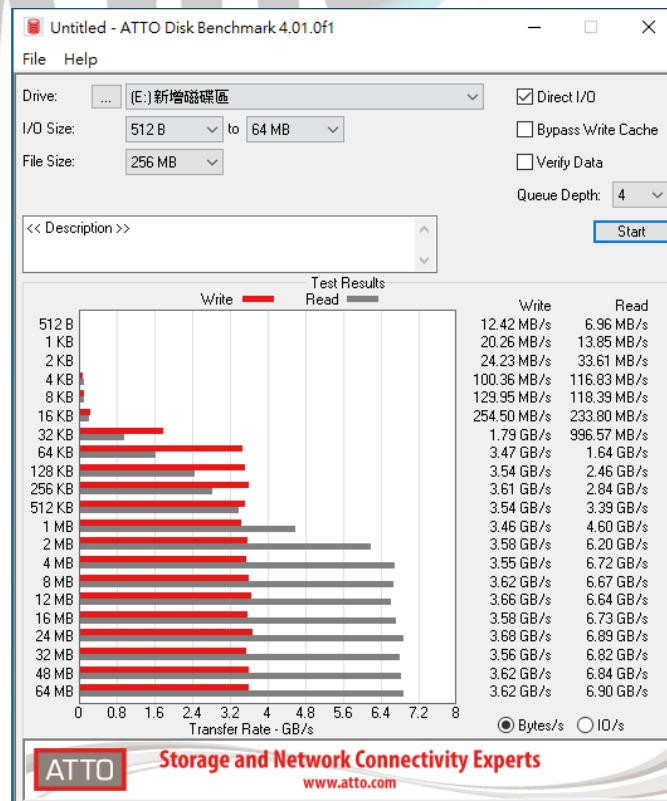 Untitled - ATTO Disk Benchmark 4.01.0f1
File Help
Drive: ... (E:)新增磁碟區 Direct I/O
I/O Size: 512 B to 64 MB Bypass Write Cache
File Size: 256 MB Verify Data
Queue Depth: 4
<< Description >> Start
Test Results
Write Read Write Read
512 B 12.42 MB/s 6.96 MB/s
1 KB 20.26 MB/s 13.85 MB/s
2 KB 24.23 MB/s 33.61 MB/s
4 KB 100.36 MB/s 116.83 MB/s
8 KB 129.95 MB/s 118.39 MB/s
16 KB 254.50 MB/s 233.80 MB/s
32 KB 1.79 GB/s 996.57 MB/s
64 KB 3.47 GB/s 1.64 GB/s
128 KB 3.54 GB/s 2.46 GB/s
256 KB 3.61 GB/s 2.84 GB/s
512 KB 3.54 GB/s 3.39 GB/s
1 MB 3.46 GB/s 4.60 GB/s
2 MB 3.58 GB/s 6.20 GB/s
4 MB 3.55 GB/s 6.72 GB/s
8 MB 3.62 GB/s 6.67 GB/s
12 MB 3.66 GB/s 6.64 GB/s
16 MB 3.58 GB/s 6.73 GB/s
24 MB 3.68 GB/s 6.89 GB/s
32 MB 3.56 GB/s 6.82 GB/s
48 MB 3.62 GB/s 6.84 GB/s
64 MB 3.62 GB/s 6.90 GB/s
0 0.8 1.6 2.4 3.2 4 4.8 5.6 6.4 7.2 8
Transfer Rate - GB/s Bytes/s IO/s
ATTO Storage and Network Connectivity Experts
www.atto.com